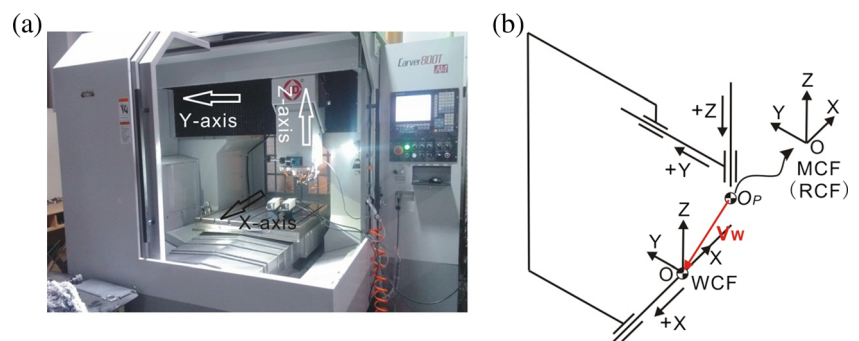 (a)
Carver800T
Y-axis
Z-axis
X-axis
(b)
+Z
Z
Y
X
O
MCF
(RCF)
+Y
OP
Vw
Z
Y
X
O
WCF
+X